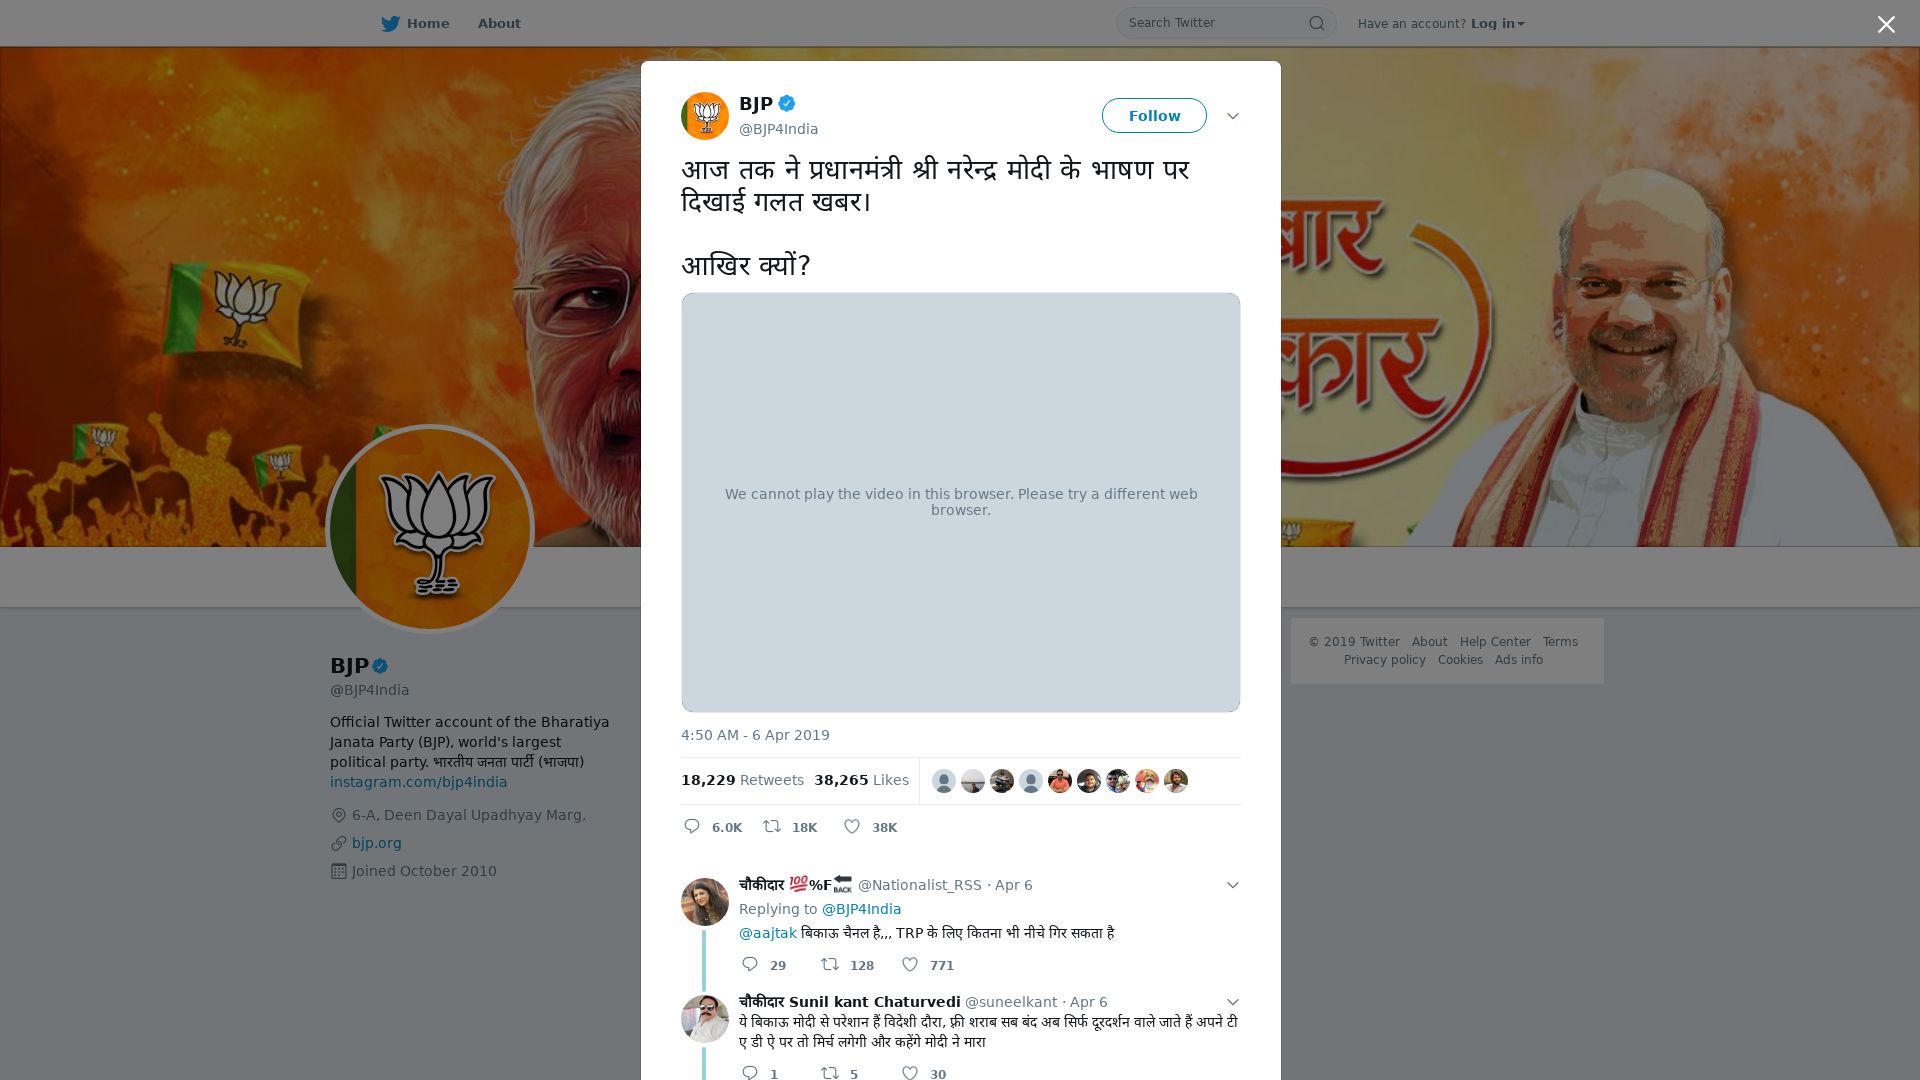 Home About Search Twitter Have an account? Log in
BJP
@BJP4India
Follow
आज तक ने प्रधानमंत्री श्री नरेन्द्र मोदी के भाषण पर
दिखाई गलत खबर।
आखिर क्यों?
We cannot play the video in this browser. Please try a different web
browser.
4:50 AM - 6 Apr 2019
18,229 Retweets 38,265 Likes
6.0K 18K 38K
चौकीदार 💯%F🔙 @Nationalist_RSS · Apr 6
Replying to @BJP4India
@aajtak बिकाऊ चैनल है,,, TRP के लिए कितना भी नीचे गिर सकता है
29 128 771
चौकीदार Sunil kant Chaturvedi @suneelkant · Apr 6
ये बिकाऊ मोदी से परेशान हैं विदेशी दौरा, फ़्री शराब सब बंद अब सिर्फ दूरदर्शन वाले जाते हैं अपने टी
ए डी ऐ पर तो मिर्च लगेगी और कहेंगे मोदी ने मारा
1 5 30
BJP
@BJP4India
Official Twitter account of the Bharatiya
Janata Party (BJP), world's largest
political party. भारतीय जनता पार्टी (भाजपा)
instagram.com/bjp4india
6-A, Deen Dayal Upadhyay Marg,
bjp.org
Joined October 2010
© 2019 Twitter About Help Center Terms
Privacy policy Cookies Ads info